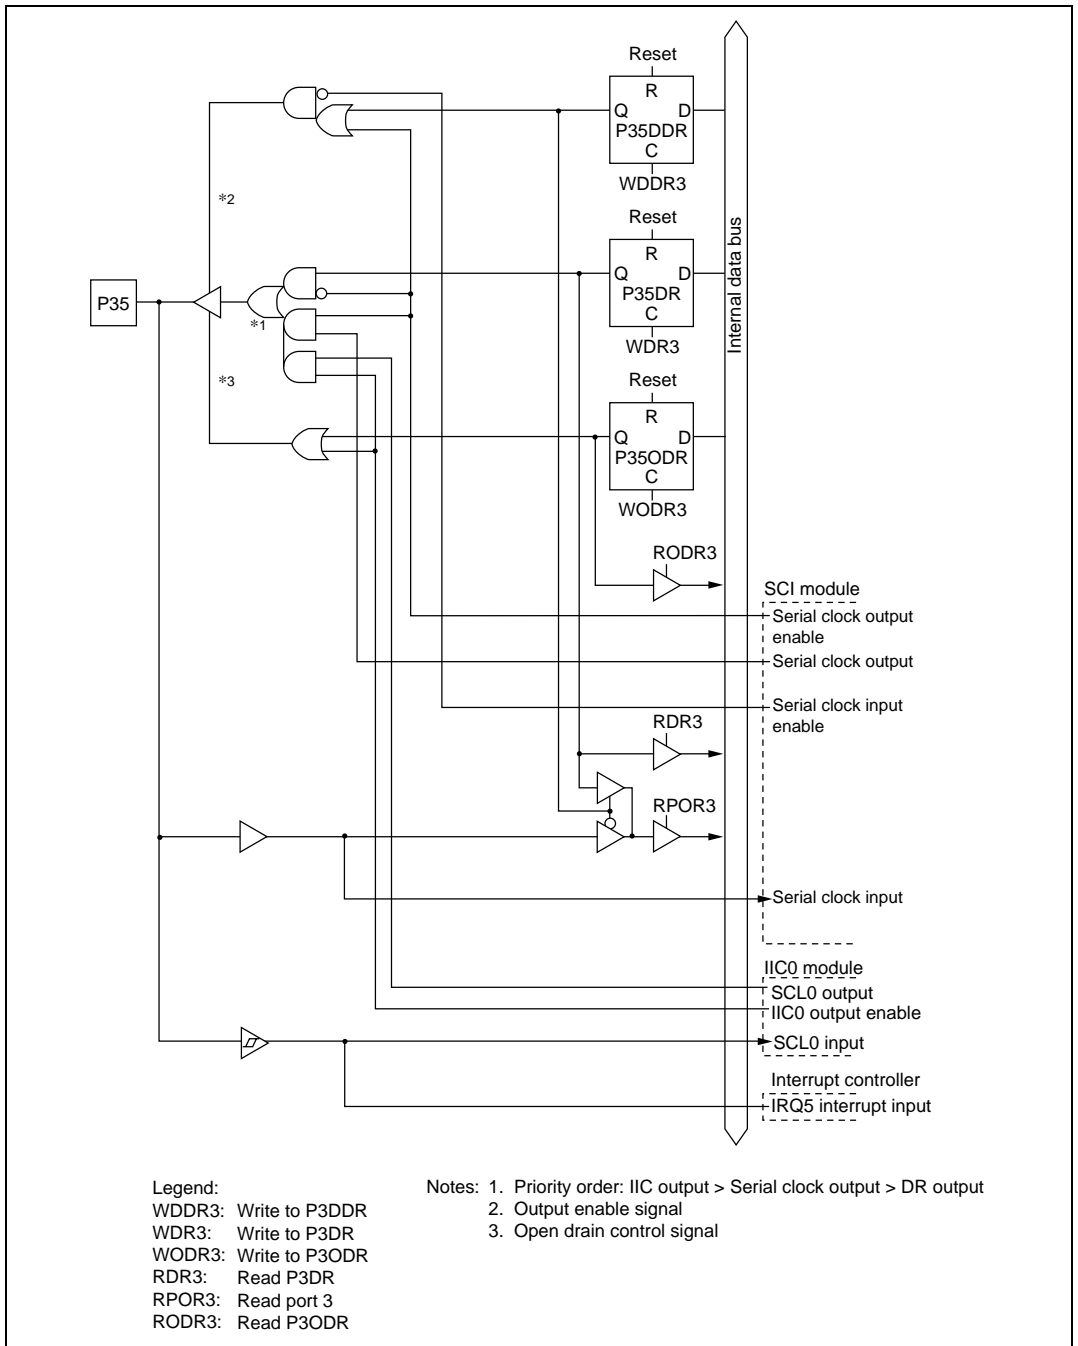 Reset
R
Q D
P35DDR
C
WDDR3
*2
Reset
R
Q D
P35DR
C
WDR3
Internal data bus
P35
*1
*3
Reset
R
Q D
P35ODR
C
WODR3
RODR3
SCI module
Serial clock output
enable
Serial clock output
Serial clock input
enable
RDR3
RPOR3
Serial clock input
IIC0 module
SCL0 output
IIC0 output enable
SCL0 input
Interrupt controller
IRQ5 interrupt input
Legend:
WDDR3: Write to P3DDR
WDR3: Write to P3DR
WODR3: Write to P3ODR
RDR3: Read P3DR
RPOR3: Read port 3
RODR3: Read P3ODR
Notes: 1. Priority order: IIC output > Serial clock output > DR output
2. Output enable signal
3. Open drain control signal